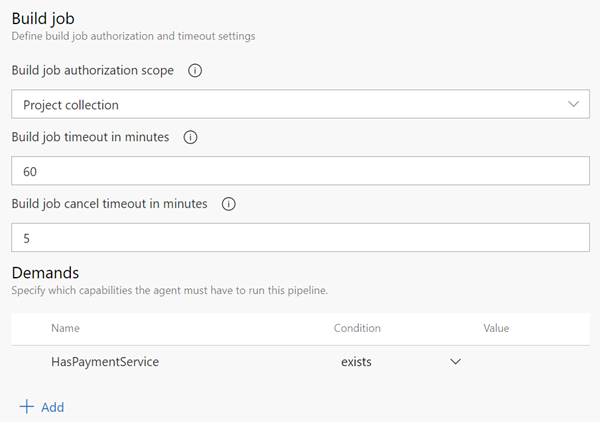 Build job
Define build job authorization and timeout settings
Build job authorization scope
Project collection
Build job timeout in minutes
60
Build job cancel timeout in minutes
5
Demands
Specify which capabilities the agent must have to run this pipeline.
Name Condition Value
HasPaymentService exists
Add